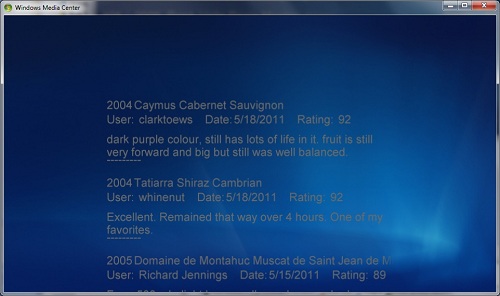 Windows Media Center
2004 Caymus Cabernet Sauvignon
User: clarktoews Date: 5/18/2011 Rating: 92
dark purple colour, still has lots of life in it. fruit is still
very forward and big but still was well balanced.
---------
2004 Tatiarra Shiraz Cambrian
User: whinenut Date: 5/18/2011 Rating: 92
Excellent. Remained that way over 4 hours. One of my
favorites.
---------
2005 Domaine de Montahuc Muscat de Saint Jean de M
User: Richard Jennings Date: 5/15/2011 Rating: 89